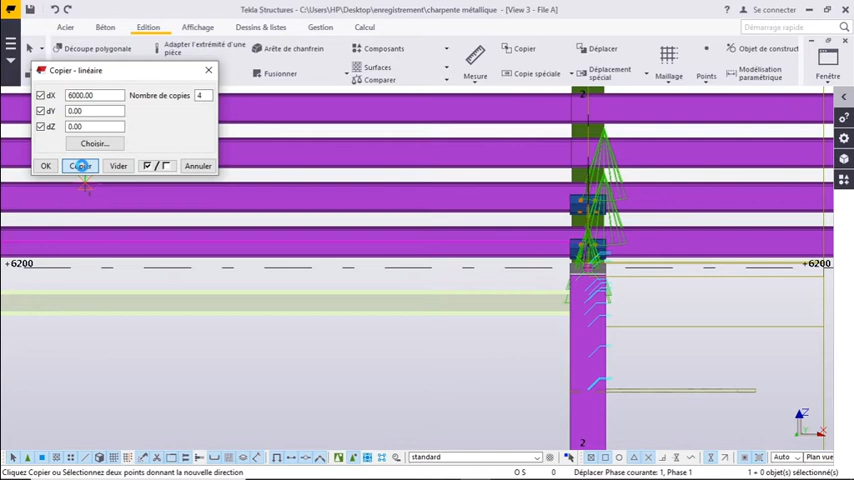 Tekla Structures - C:\Users\HP\Desktop\enregistrement\charpente métallique - [View 3 - File A]
Se connecter
Acier
Béton
Edition
Affichage
Dessins & listes
Gestion
Calcul
Commande rapide
Découpe polygonale
Adapter l'extrémité d'une pièce
Arête de chanfrein
Fusionner
Composants
Surfaces
Comparer
Mesure
Copier
Copie spéciale
Déplacer
Déplacement spécial
Maillage
Points
Objet de construct
Modélisation paramétrique
Fenêtre
Copier - linéaire
dX
6000.00
Nombre de copies
4
dY
0.00
dZ
0.00
Choisir...
OK
Copier
Vider
/
Annuler
2
+6200
+6200
2
Z
Y
X
standard
Auto
Plan vue
Cliquez Copier ou Sélectionnez deux points donnant la nouvelle direction
O S
0
Déplacer
Phase courante: 1, Phase 1
1 + 0 objet(s) sélectionné(s)